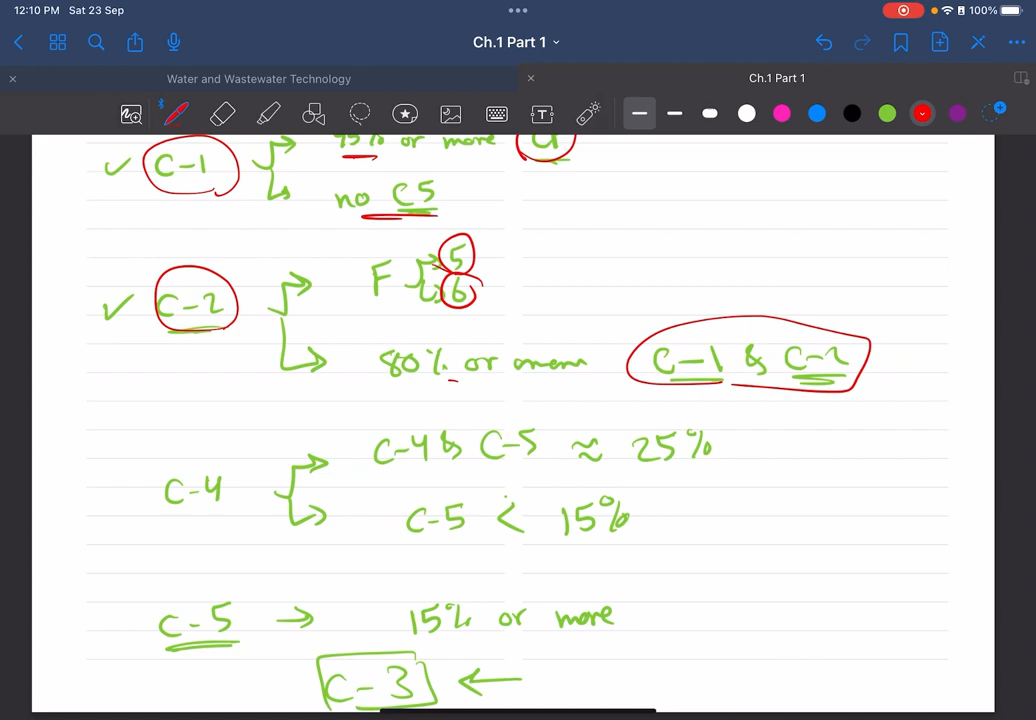 12:10 PM Sat 23 Sep
100%
Ch.1 Part 1
Water and Wastewater Technology
Ch.1 Part 1
C-1 or more
no C5
C-2 F 5
6
80% or C-1 & C-2
C-4 & C-5 ≈ 25%
C-4
C-5 < 15%
C-5 → 15% or more
C-3 ←